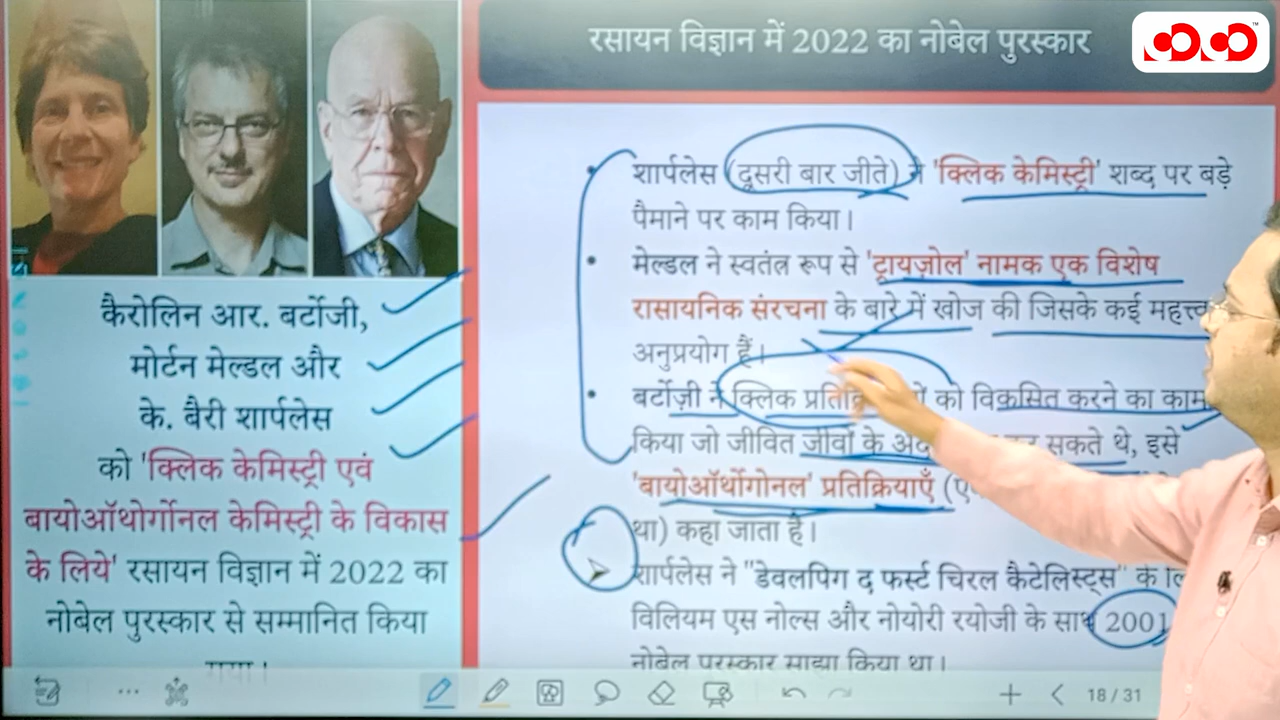 रसायन विज्ञान में 2022 का नोबेल पुरस्कार
कैरोलिन आर. बर्टोजी,
मोर्टन मेल्डल और
के. बैरी शार्पलेस
को 'क्लिक केमिस्ट्री एवं
बायोऑथोर्गोनल केमिस्ट्री के विकास
के लिये' रसायन विज्ञान में 2022 का
नोबेल पुरस्कार से सम्मानित किया
गया।
शार्पलेस (दूसरी बार जीते) ने 'क्लिक केमिस्ट्री' शब्द पर बड़े
पैमाने पर काम किया।
मेल्डल ने स्वतंत्र रूप से 'ट्रायज़ोल' नामक एक विशेष
रासायनिक संरचना के बारे में खोज की जिसके कई
अनुप्रयोग हैं।
बर्टोज़ी ने क्लिक को विकसित करने का काम
किया जो जीवित जीवों के सकते थे, इसे
'बायोऑर्थोगोनल' प्रतिक्रियाएँ
था) कहा जाता है।
शार्पलेस ने "डेवलपिंग द फर्स्ट चिरल कैटेलिस्ट्स" के
विलियम एस नोल्स और नोयोरी रयोजी के साथ 2001
नोबेल पुरस्कार साझा किया था।
18 / 31